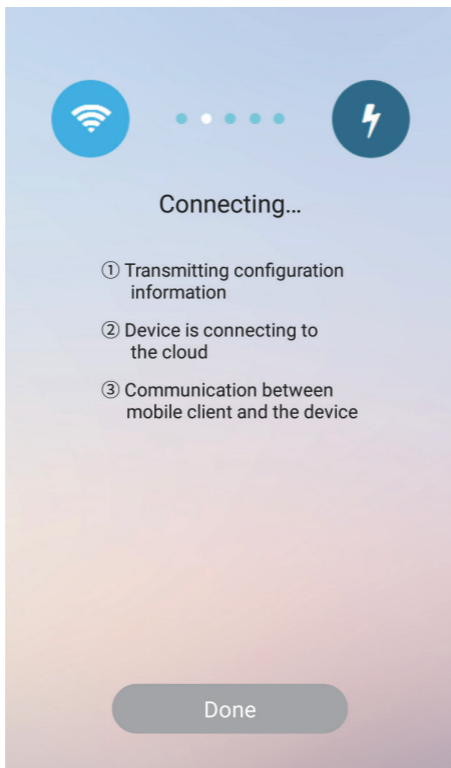 Connecting...
① Transmitting configuration
information
② Device is connecting to
the cloud
③ Communication between
mobile client and the device
Done